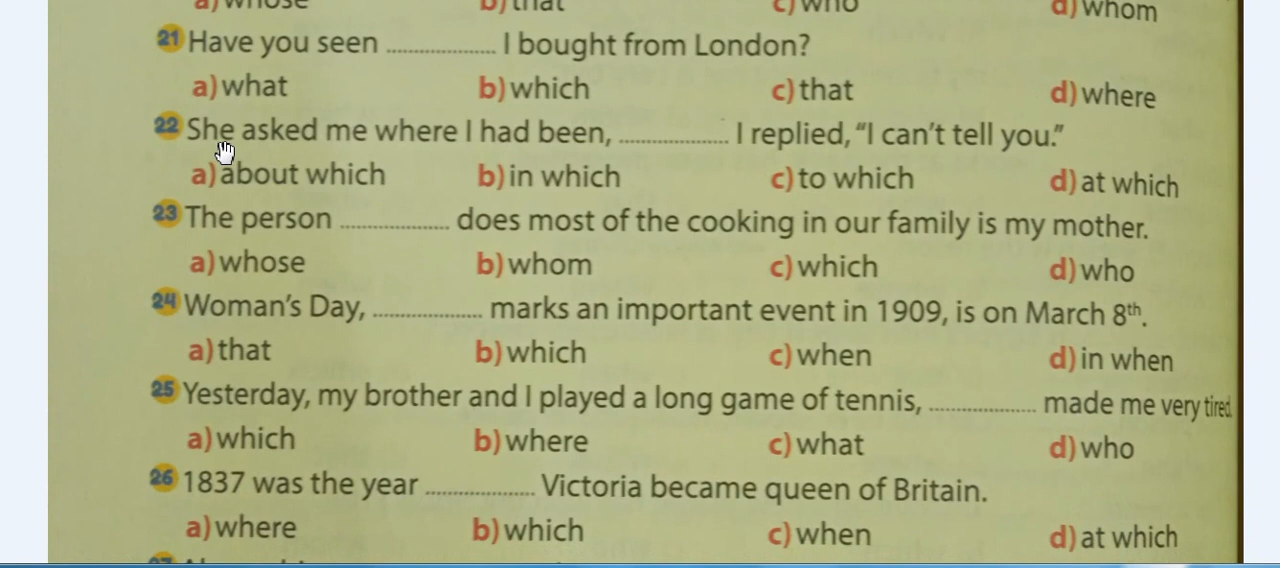 a) whose b) that c) who d) whom
21 Have you seen .................... I bought from London?
a) what b) which c) that d) where
22 She asked me where I had been, .................... I replied, “I can’t tell you.”
a) about which b) in which c) to which d) at which
23 The person .................... does most of the cooking in our family is my mother.
a) whose b) whom c) which d) who
24 Woman’s Day, .................... marks an important event in 1909, is on March 8th.
a) that b) which c) when d) in when
25 Yesterday, my brother and I played a long game of tennis, .................... made me very tired.
a) which b) where c) what d) who
26 1837 was the year .................... Victoria became queen of Britain.
a) where b) which c) when d) at which